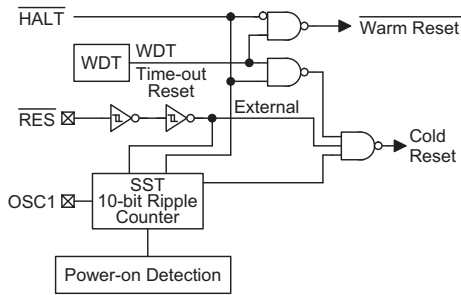 HALT
Warm Reset
WDT
WDT
Time-out
Reset
RES
External
Cold
Reset
OSC1
SST
10-bit Ripple
Counter
Power-on Detection